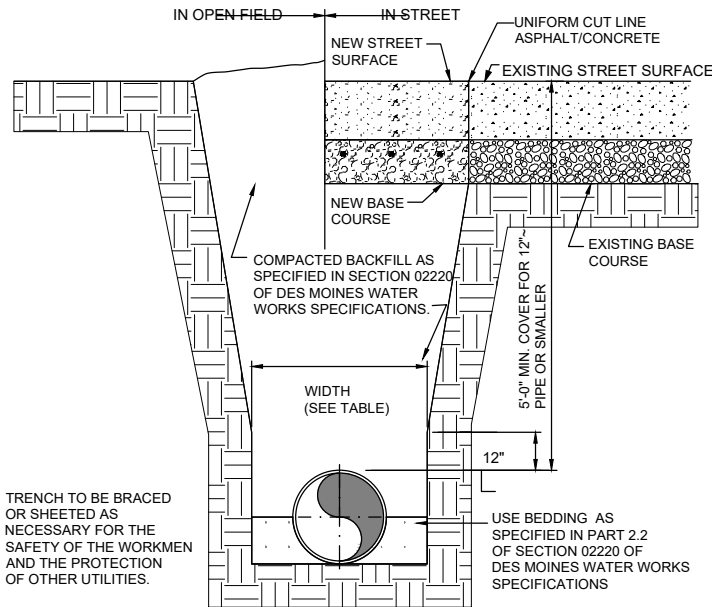 IN OPEN FIELD
IN STREET
UNIFORM CUT LINE
ASPHALT/CONCRETE
NEW STREET
SURFACE
EXISTING STREET SURFACE
NEW BASE
COURSE
EXISTING BASE
COURSE
COMPACTED BACKFILL AS
SPECIFIED IN SECTION 02220
OF DES MOINES WATER
WORKS SPECIFICATIONS.
5'-0" MIN. COVER FOR 12"
PIPE OR SMALLER
WIDTH
(SEE TABLE)
12"
TRENCH TO BE BRACED
OR SHEETED AS
NECESSARY FOR THE
SAFETY OF THE WORKMEN
AND THE PROTECTION
OF OTHER UTILITIES.
USE BEDDING AS
SPECIFIED IN PART 2.2
OF SECTION 02220 OF
DES MOINES WATER WORKS
SPECIFICATIONS